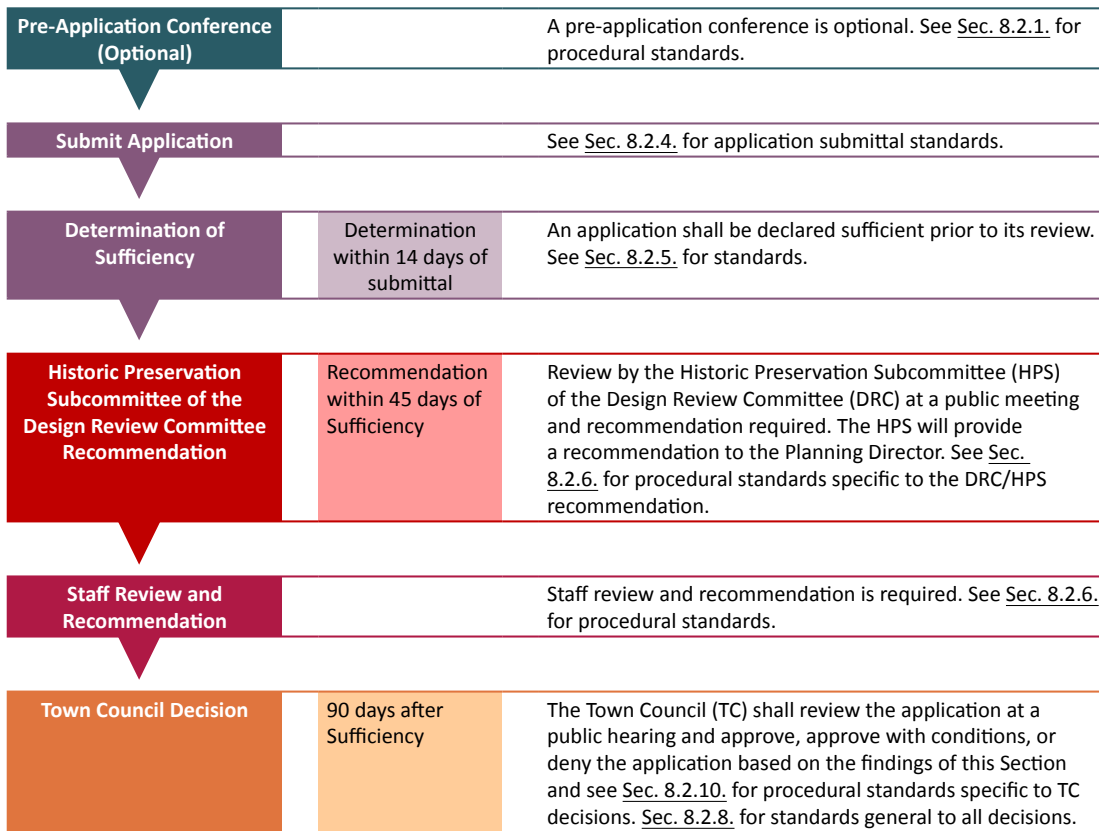 Pre-Application Conference
(Optional)
A pre-application conference is optional. See Sec. 8.2.1. for
procedural standards.
Submit Application
See Sec. 8.2.4. for application submittal standards.
Determination of
Sufficiency
Determination
within 14 days of
submittal
An application shall be declared sufficient prior to its review.
See Sec. 8.2.5. for standards.
Historic Preservation
Subcommittee of the
Design Review Committee
Recommendation
Recommendation
within 45 days of
Sufficiency
Review by the Historic Preservation Subcommittee (HPS)
of the Design Review Committee (DRC) at a public meeting
and recommendation required. The HPS will provide
a recommendation to the Planning Director. See Sec.
8.2.6. for procedural standards specific to the DRC/HPS
recommendation.
Staff Review and
Recommendation
Staff review and recommendation is required. See Sec. 8.2.6.
for procedural standards.
Town Council Decision
90 days after
Sufficiency
The Town Council (TC) shall review the application at a
public hearing and approve, approve with conditions, or
deny the application based on the findings of this Section
and see Sec. 8.2.10. for procedural standards specific to TC
decisions. Sec. 8.2.8. for standards general to all decisions.